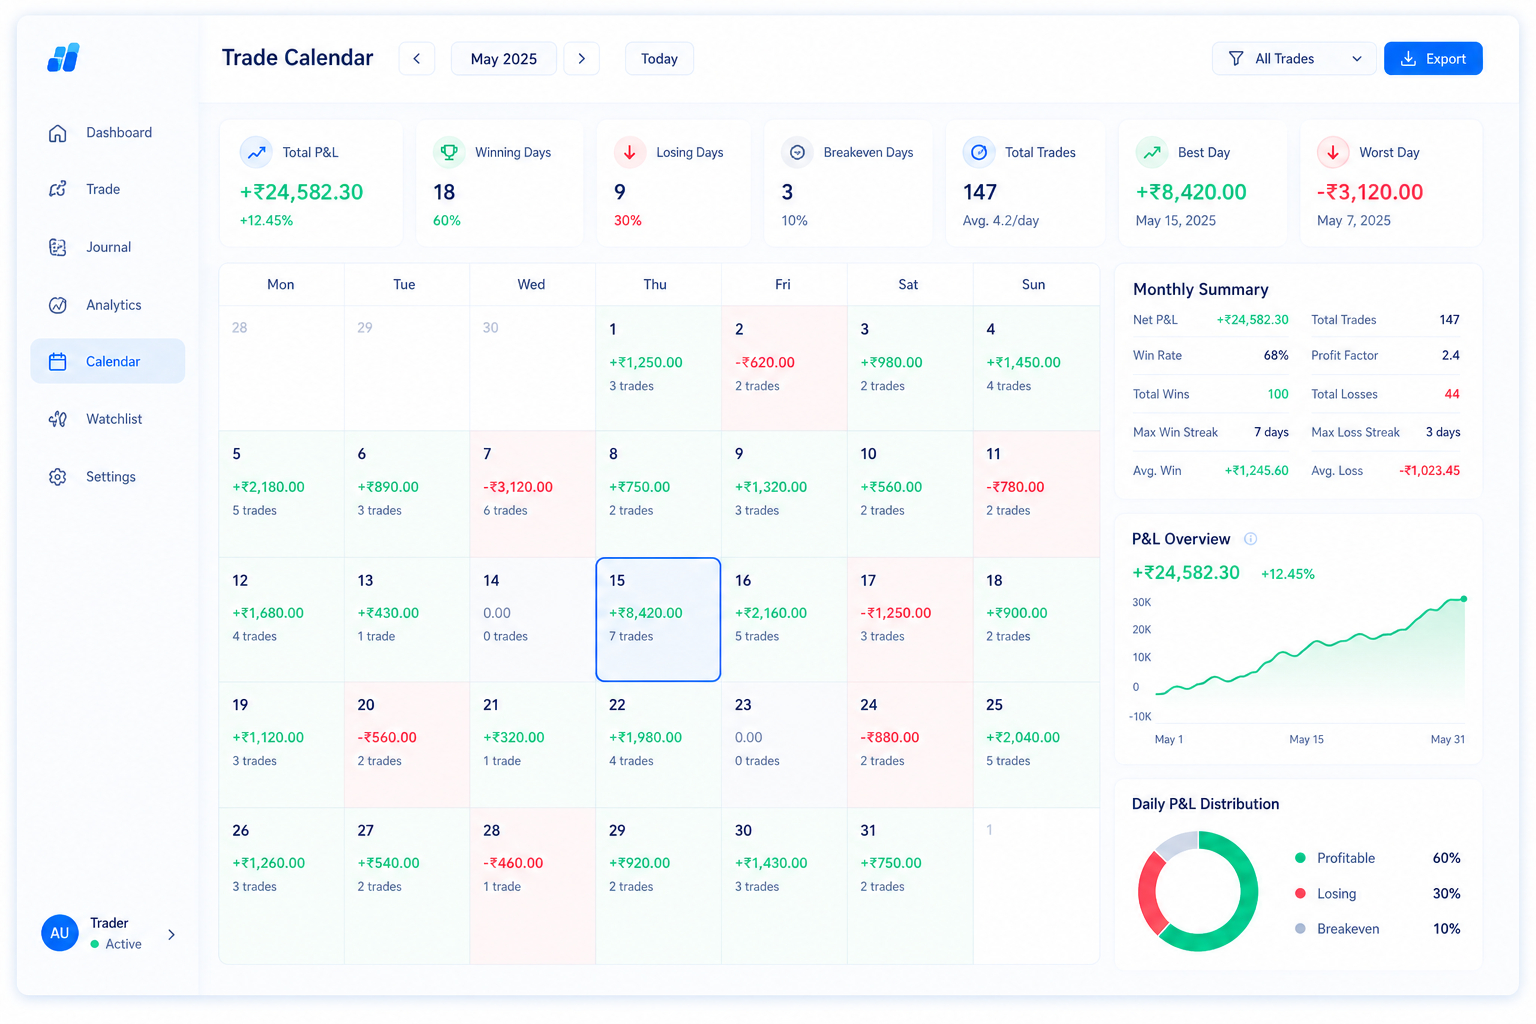 Trade Calendar
May 2025
Today
All Trades
Export
Dashboard
Trade
Journal
Analytics
Calendar
Watchlist
Settings
AU
Trader
Active
Total P&L
+₹24,582.30
+12.45%
Winning Days
18
60%
Losing Days
9
30%
Breakeven Days
3
10%
Total Trades
147
Avg. 4.2/day
Best Day
+₹8,420.00
May 15, 2025
Worst Day
-₹3,120.00
May 7, 2025
Mon Tue Wed Thu Fri Sat Sun
28 29 30 1 2 3 4
+₹1,250.00 -₹620.00 +₹980.00 +₹1,450.00
3 trades 2 trades 2 trades 4 trades
5 6 7 8 9 10 11
+₹2,180.00 +₹890.00 -₹3,120.00 +₹750.00 +₹1,320.00 +₹560.00 -₹780.00
5 trades 3 trades 6 trades 2 trades 3 trades 2 trades 2 trades
12 13 14 15 16 17 18
+₹1,680.00 +₹430.00 0.00 +₹8,420.00 +₹2,160.00 -₹1,250.00 +₹900.00
4 trades 1 trade 0 trades 7 trades 5 trades 3 trades 2 trades
19 20 21 22 23 24 25
+₹1,120.00 -₹560.00 +₹320.00 +₹1,980.00 0.00 -₹880.00 +₹2,040.00
3 trades 2 trades 1 trade 4 trades 0 trades 2 trades 5 trades
26 27 28 29 30 31 1
+₹1,260.00 +₹540.00 -₹460.00 +₹920.00 +₹1,430.00 +₹750.00
3 trades 2 trades 1 trade 2 trades 3 trades 2 trades
Monthly Summary
Net P&L +₹24,582.30 Total Trades 147
Win Rate 68% Profit Factor 2.4
Total Wins 100 Total Losses 44
Max Win Streak 7 days Max Loss Streak 3 days
Avg. Win +₹1,245.60 Avg. Loss -₹1,023.45
P&L Overview
+₹24,582.30 +12.45%
30K
20K
10K
0
-10K
May 1 May 15 May 31
Daily P&L Distribution
Profitable 60%
Losing 30%
Breakeven 10%